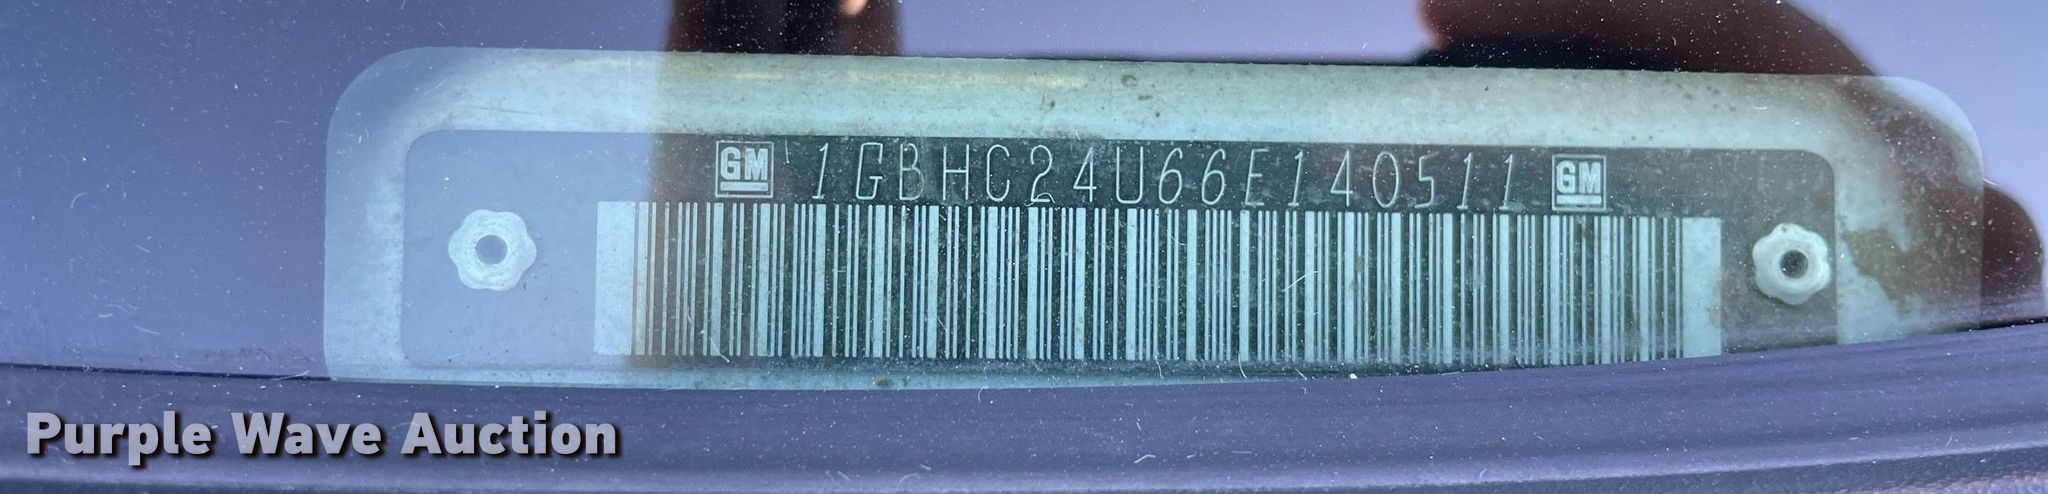 GM 1GBHC24U66E140511 GM
Purple Wave Auction